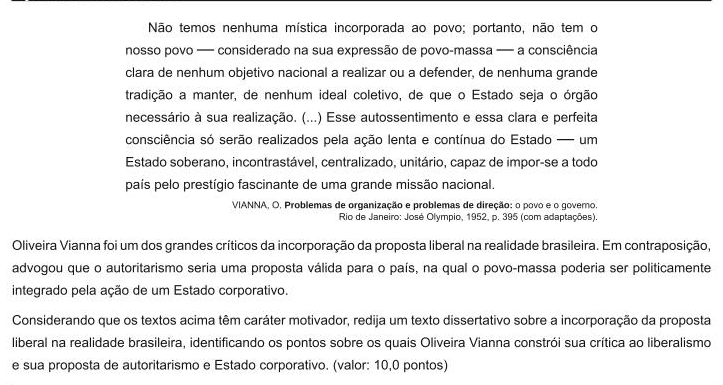 Não temos nenhuma mística incorporada ao povo; portanto, não tem o
nosso povo — considerado na sua expressão de povo-massa — a consciência
clara de nenhum objetivo nacional a realizar ou a defender, de nenhuma grande
tradição a manter, de nenhum ideal coletivo, de que o Estado seja o órgão
necessário à sua realização. (...) Esse autossentimento e essa clara e perfeita
consciência só serão realizados pela ação lenta e contínua do Estado — um
Estado soberano, incontrastável, centralizado, unitário, capaz de impor-se a todo
país pelo prestígio fascinante de uma grande missão nacional.
VIANNA, O. Problemas de organização e problemas de direção: o povo e o governo.
Rio de Janeiro: José Olympio, 1952, p. 395 (com adaptações).
Oliveira Vianna foi um dos grandes críticos da incorporação da proposta liberal na realidade brasileira. Em contraposição,
advogou que o autoritarismo seria uma proposta válida para o país, na qual o povo-massa poderia ser politicamente
integrado pela ação de um Estado corporativo.
Considerando que os textos acima têm caráter motivador, redija um texto dissertativo sobre a incorporação da proposta
liberal na realidade brasileira, identificando os pontos sobre os quais Oliveira Vianna constrói sua crítica ao liberalismo
e sua proposta de autoritarismo e Estado corporativo. (valor: 10,0 pontos)